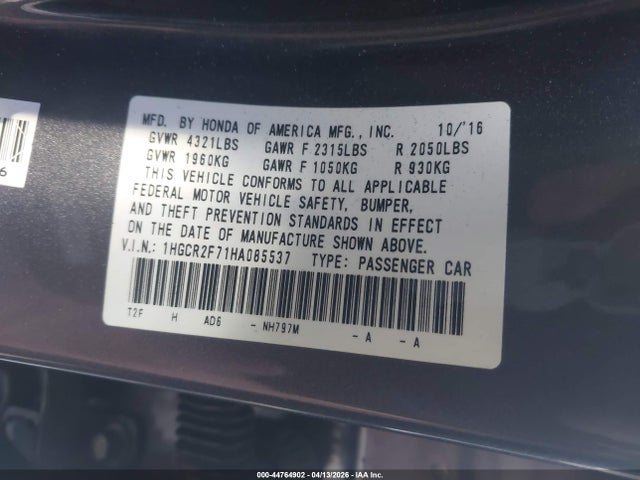 MFD. BY HONDA OF AMERICA MFG., INC. 10/'16
GVWR 4321LBS GAWR F 2315LBS R 2050LBS
GVWR 1960KG GAWR F 1050KG R 930KG
THIS VEHICLE CONFORMS TO ALL APPLICABLE
FEDERAL MOTOR VEHICLE SAFETY, BUMPER,
AND THEFT PREVENTION STANDARDS IN EFFECT
ON THE DATE OF MANUFACTURE SHOWN ABOVE.
V.I.N.: 1HGCR2F71HA085537 TYPE: PASSENGER CAR
T2F H AD6 - NH797M - A - A
6
000-44764902 - 04/13/2026 - IAA Inc.